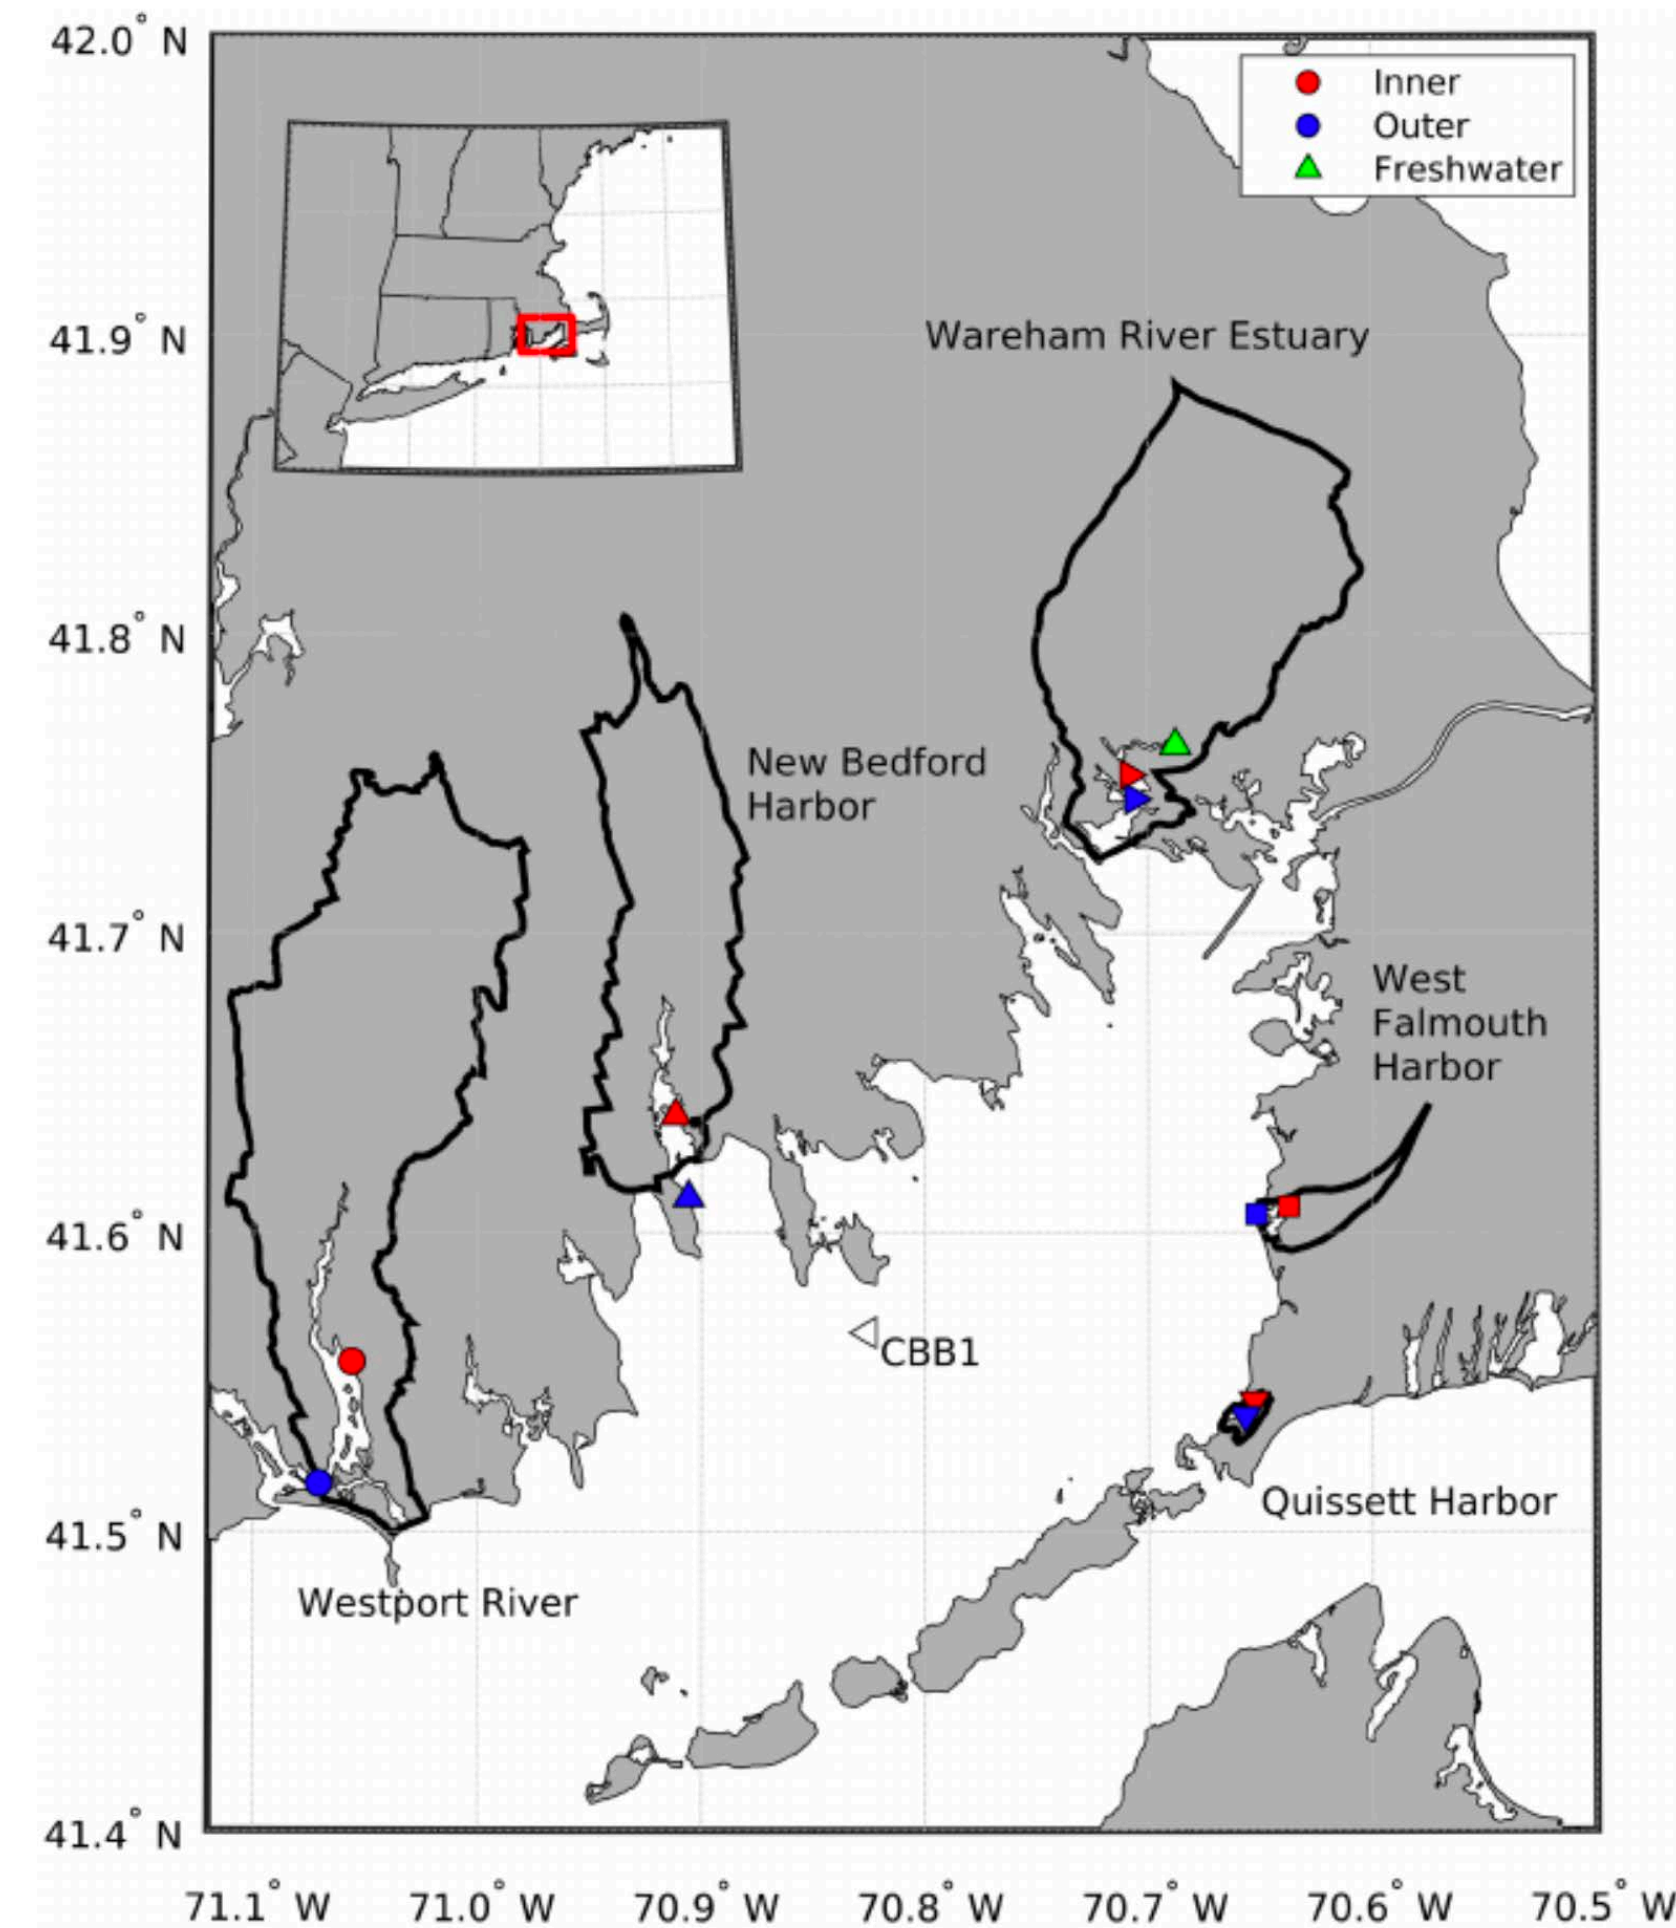 42.0° N
Inner
Outer
Freshwater
41.9° N
Wareham River Estuary
41.8° N
New Bedford
Harbor
41.7° N
West
Falmouth
Harbor
41.6° N
CBB1
41.5° N
Quissett Harbor
Westport River
41.4° N
71.1° W 71.0° W 70.9° W 70.8° W 70.7° W 70.6° W 70.5° W